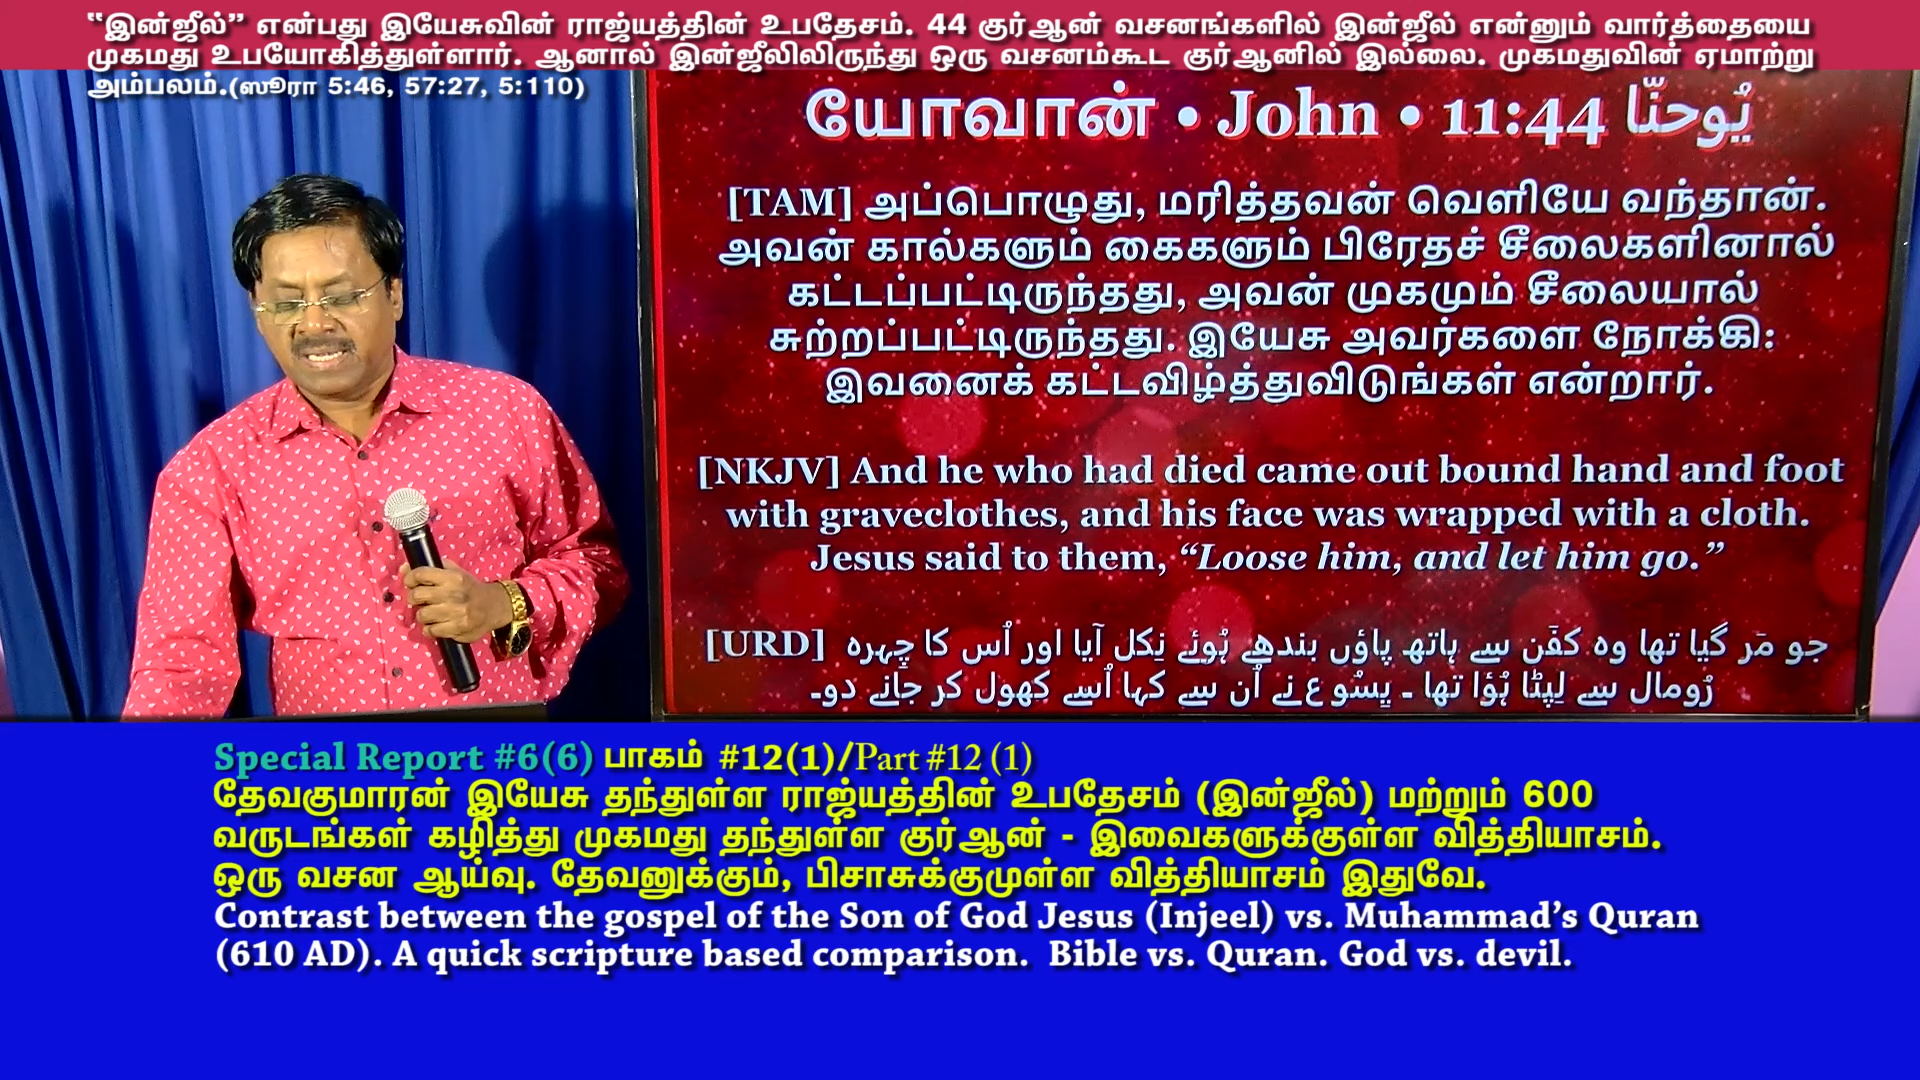 “இன்ஜீல்” என்பது இயேசுவின் ராஜ்யத்தின் உபதேசம். 44 குர்ஆன் வசனங்களில் இன்ஜீல் என்னும் வார்த்தையை
முகமது உபயோகித்துள்ளார். ஆனால் இன்ஜீலிலிருந்து ஒரு வசனம்கூட குர்ஆனில் இல்லை. முகமதுவின் ஏமாற்று
அம்பலம்.(ஸூரா 5:46, 57:27, 5:110)
யோவான் • John • 11:44 يُوحنّا
[TAM] அப்பொழுது, மரித்தவன் வெளியே வந்தான்.
அவன் கால்களும் கைகளும் பிரேதச் சீலைகளினால்
கட்டப்பட்டிருந்தது, அவன் முகமும் சீலையால்
சுற்றப்பட்டிருந்தது. இயேசு அவர்களை நோக்கி:
இவனைக் கட்டவிழ்த்துவிடுங்கள் என்றார்.
[NKJV] And he who had died came out bound hand and foot
with graveclothes, and his face was wrapped with a cloth.
Jesus said to them, “Loose him, and let him go.”
[URD] جو مَر گیا تھا وہ کفَن سے ہاتھ پاؤں بندھے ہُوئے نِکل آیا اور اُس کا چِہرہ
رُومال سے لِپٹا ہُؤا تھا ۔ یِسُوع نے اُن سے کہا اُسے کھول کر جانے دو۔
Special Report #6(6) பாகம் #12(1)/Part #12 (1)
தேவகுமாரன் இயேசு தந்துள்ள ராஜ்யத்தின் உபதேசம் (இன்ஜீல்) மற்றும் 600
வருடங்கள் கழித்து முகமது தந்துள்ள குர்ஆன் - இவைகளுக்குள்ள வித்தியாசம்.
ஒரு வசன ஆய்வு. தேவனுக்கும், பிசாசுக்குமுள்ள வித்தியாசம் இதுவே.
Contrast between the gospel of the Son of God Jesus (Injeel) vs. Muhammad’s Quran
(610 AD). A quick scripture based comparison.  Bible vs. Quran. God vs. devil.